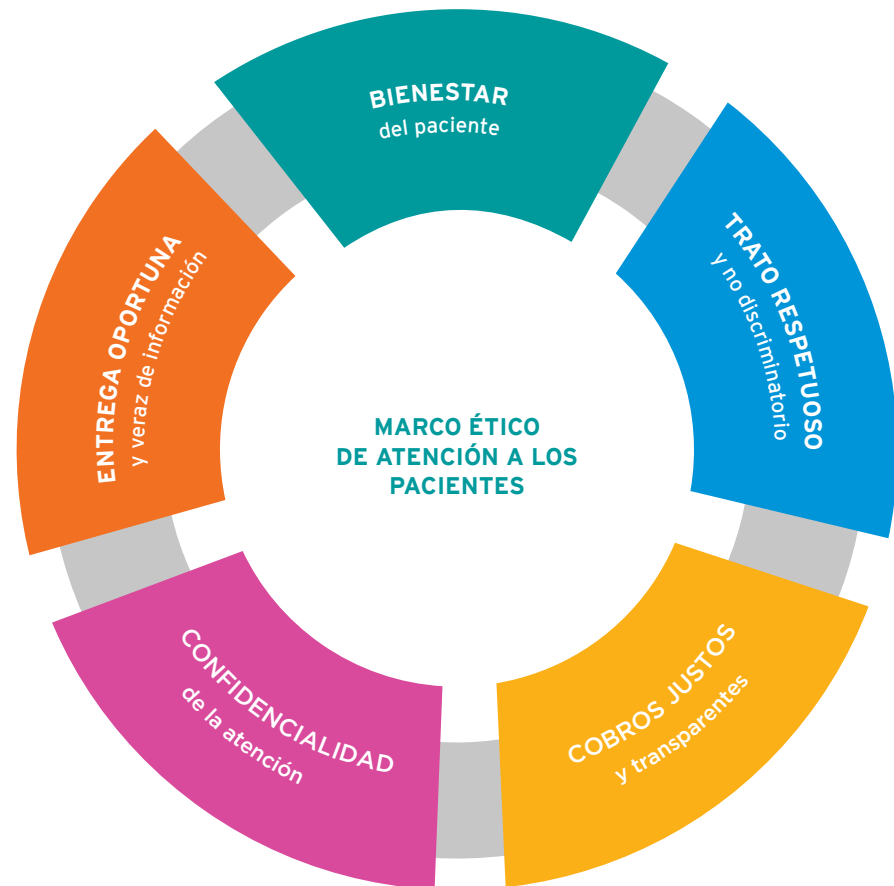 BIENESTAR
del paciente
TRATO RESPETUOSO
y no discriminatorio
COBROS JUSTOS
y transparentes
CONFIDENCIALIDAD
de la atención
ENTREGA OPORTUNA
y veraz de información
MARCO ÉTICO
DE ATENCIÓN A LOS
PACIENTES